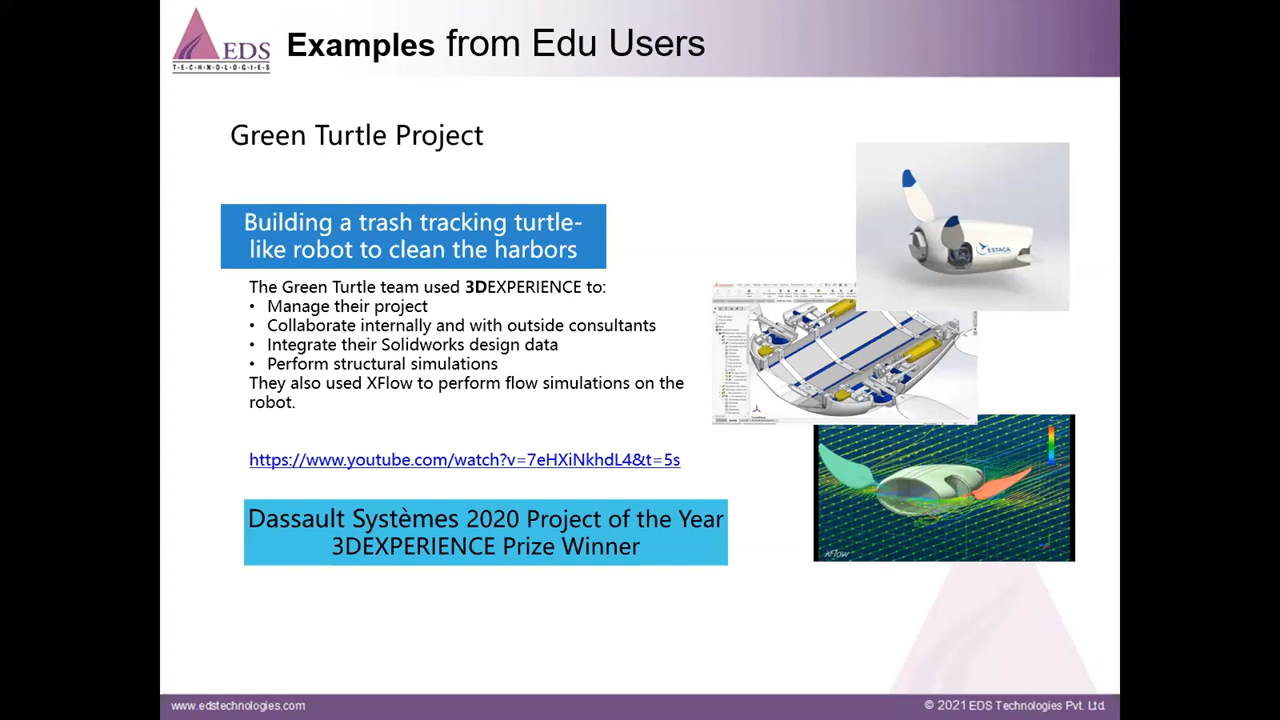 EDS
T·E·C·H·N·O·L·O·G·I·E·S
Examples from Edu Users
Green Turtle Project
Building a trash tracking turtle-
like robot to clean the harbors
The Green Turtle team used 3DEXPERIENCE to:
• Manage their project
• Collaborate internally and with outside consultants
• Integrate their Solidworks design data
• Perform structural simulations
They also used XFlow to perform flow simulations on the
robot.
https://www.youtube.com/watch?v=7eHXiNkhdL4&t=5s
Dassault Systèmes 2020 Project of the Year
3DEXPERIENCE Prize Winner
ESTACA
XFlow
www.edstechnologies.com
© 2021 EDS Technologies Pvt. Ltd.